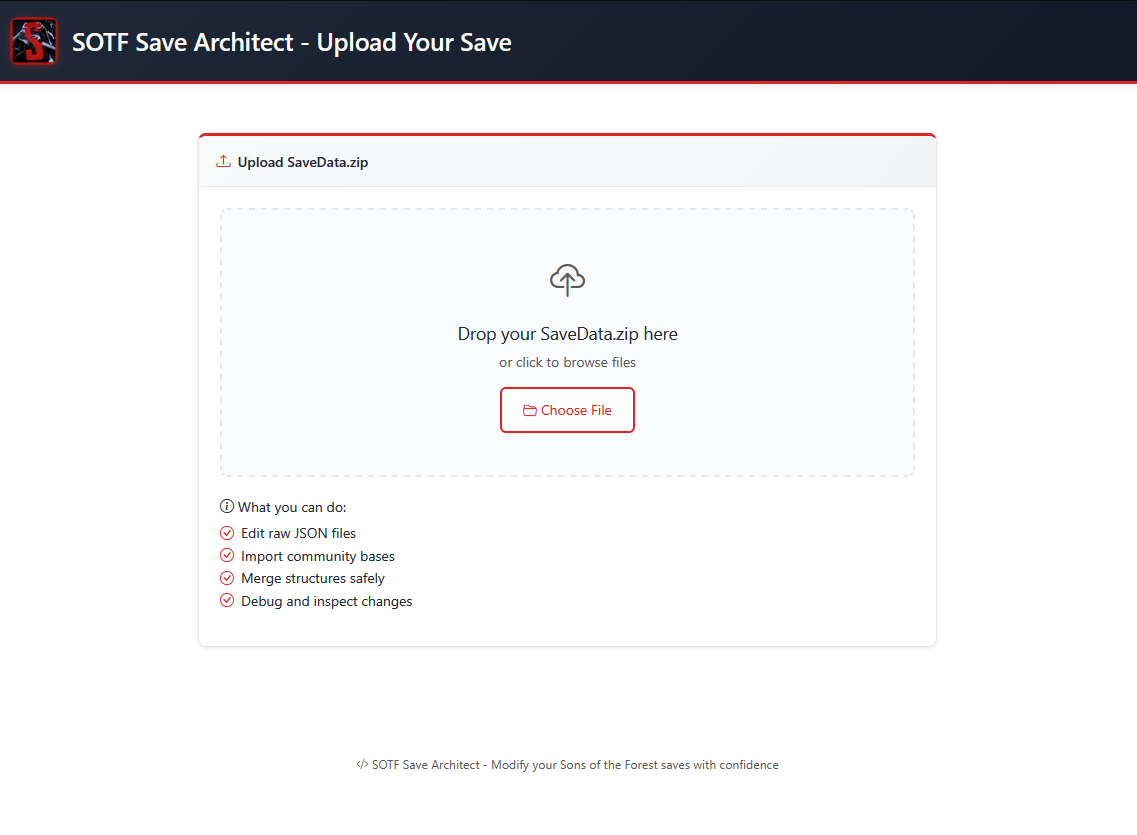 SOTF Save Architect - Upload Your Save
Upload SaveData.zip
Drop your SaveData.zip here
or click to browse files
Choose File
What you can do:
Edit raw JSON files
Import community bases
Merge structures safely
Debug and inspect changes
</> SOTF Save Architect - Modify your Sons of the Forest saves with confidence